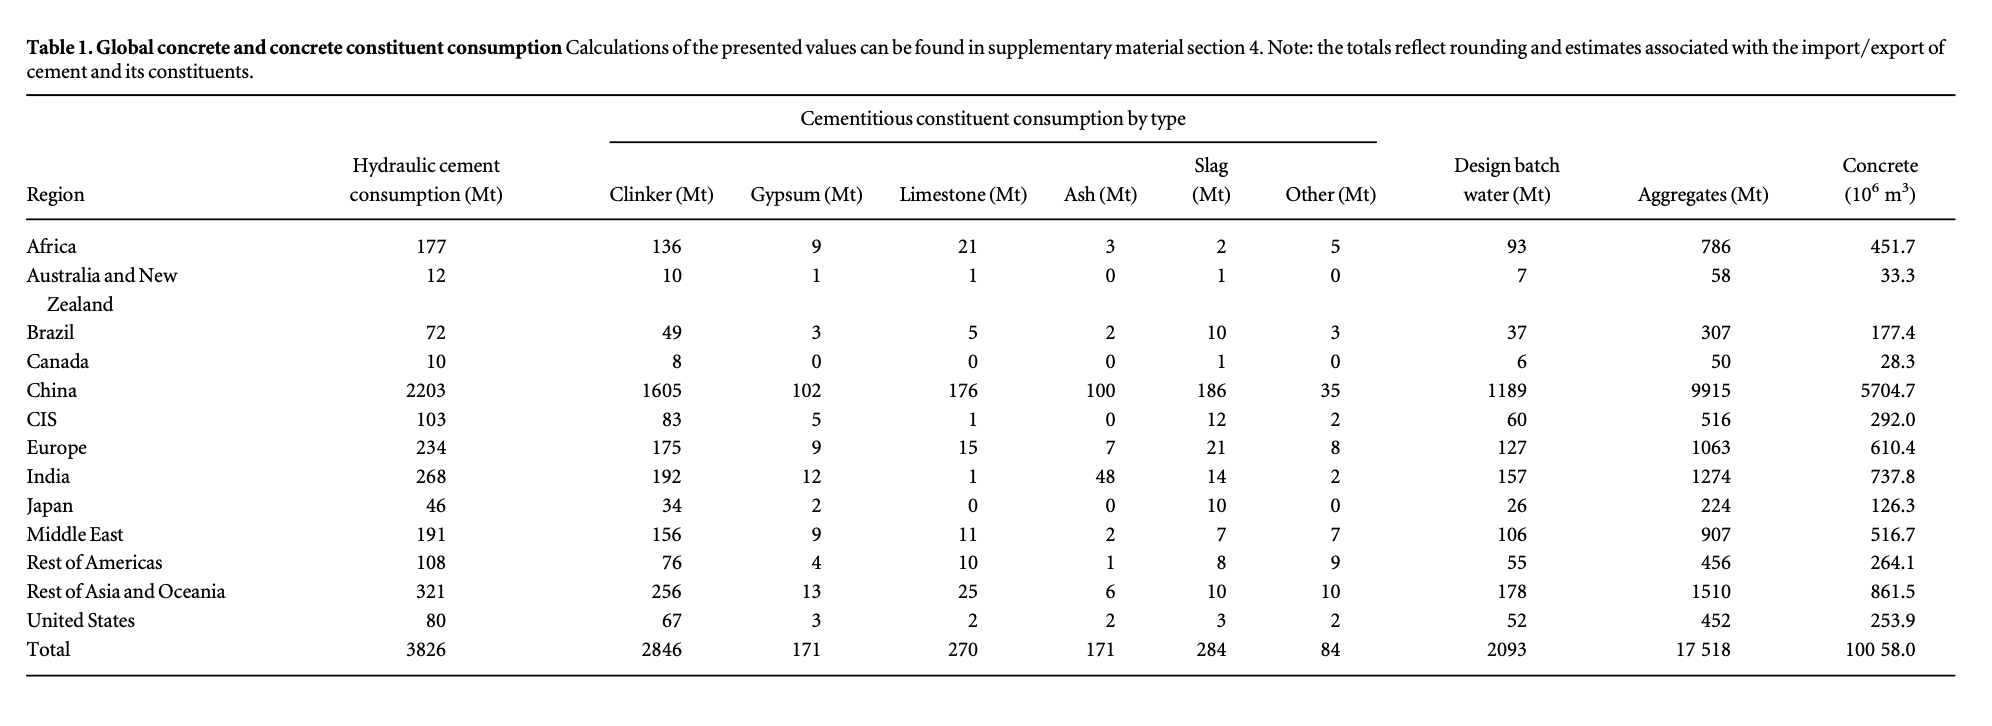 Table 1. Global concrete and concrete constituent consumption Calculations of the presented values can be found in supplementary material section 4. Note: the totals reflect rounding and estimates associated with the import/export of
cement and its constituents.
Cementitious constituent consumption by type
Region Hydraulic cement consumption (Mt) Clinker (Mt) Gypsum (Mt) Limestone (Mt) Ash (Mt) Slag (Mt) Other (Mt) Design batch water (Mt) Aggregates (Mt) Concrete (10⁶ m³)
Africa 177 136 9 21 3 2 5 93 786 451.7
Australia and New 12 10 1 1 0 1 0 7 58 33.3
Zealand
Brazil 72 49 3 5 2 10 3 37 307 177.4
Canada 10 8 0 0 0 1 0 6 50 28.3
China 2203 1605 102 176 100 186 35 1189 9915 5704.7
CIS 103 83 5 1 0 12 2 60 516 292.0
Europe 234 175 9 15 7 21 8 127 1063 610.4
India 268 192 12 1 48 14 2 157 1274 737.8
Japan 46 34 2 0 0 10 0 26 224 126.3
Middle East 191 156 9 11 2 7 7 106 907 516.7
Rest of Americas 108 76 4 10 1 8 9 55 456 264.1
Rest of Asia and Oceania 321 256 13 25 6 10 10 178 1510 861.5
United States 80 67 3 2 2 3 2 52 452 253.9
Total 3826 2846 171 270 171 284 84 2093 17 518 100 58.0